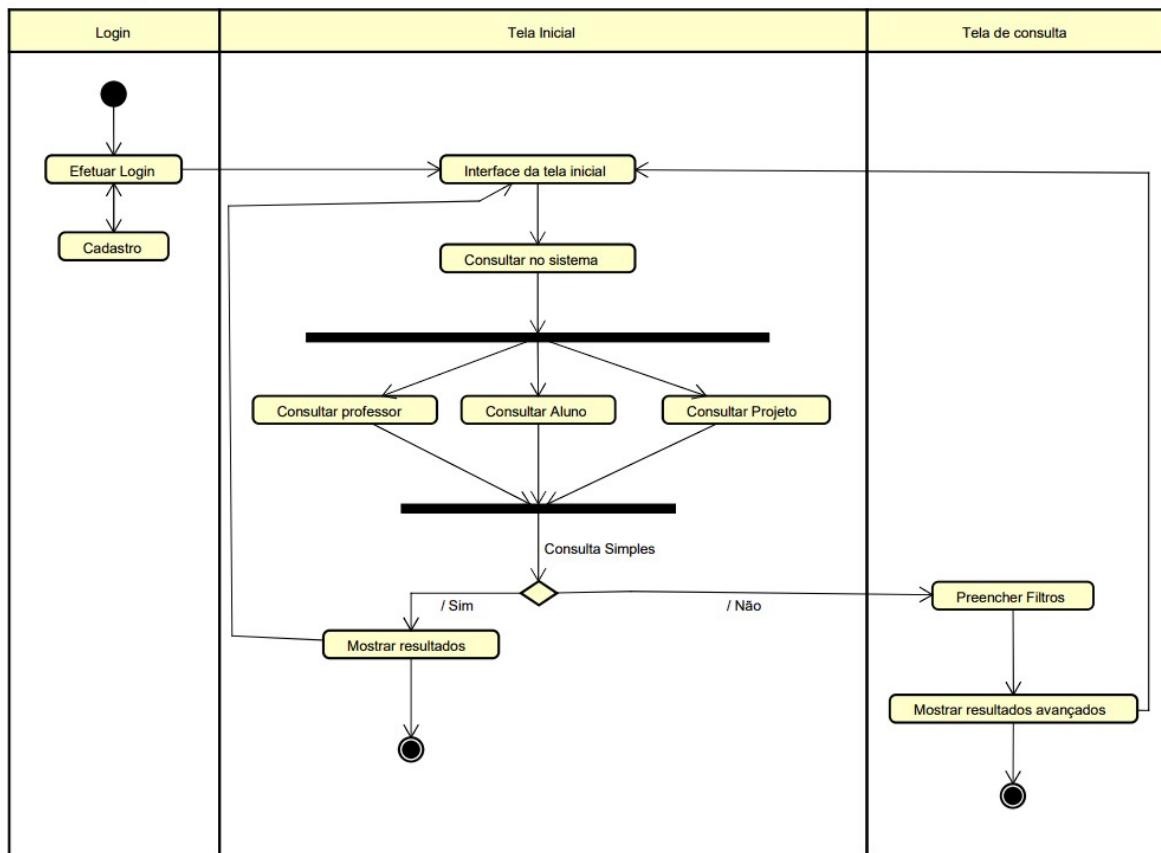 Login
Tela Inicial
Tela de consulta
Efetuar Login
Interface da tela inicial
Cadastro
Consultar no sistema
Consultar professor
Consultar Aluno
Consultar Projeto
Consulta Simples
/ Sim
/ Não
Preencher Filtros
Mostrar resultados
Mostrar resultados avançados